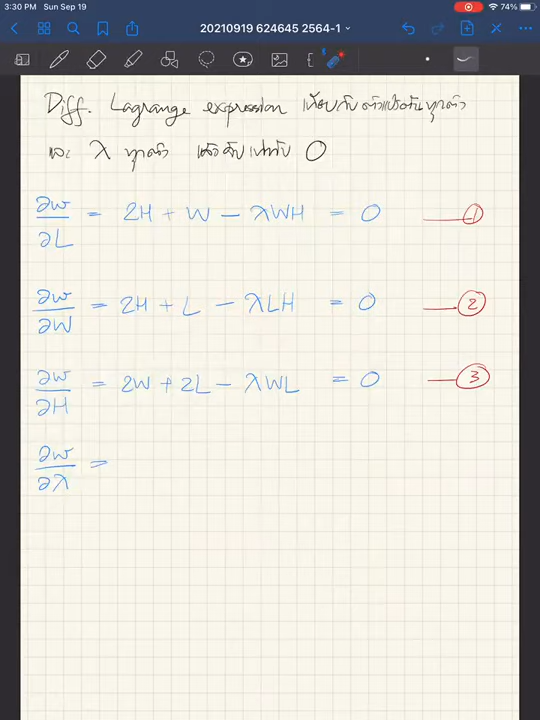 3:30 PM Sun Sep 19
74%
20210919 624645 2564-1
Diff. Lagrange expression เทียบกับตัวแปรต้นทุกตัว
และ λ ทุกตัว แล้วจับเท่ากับ 0
∂w/∂L = 2H + W - λWH = 0 ——①
∂w/∂W = 2H + L - λLH = 0 ——②
∂w/∂H = 2W + 2L - λWL = 0 ——③
∂w/∂λ =